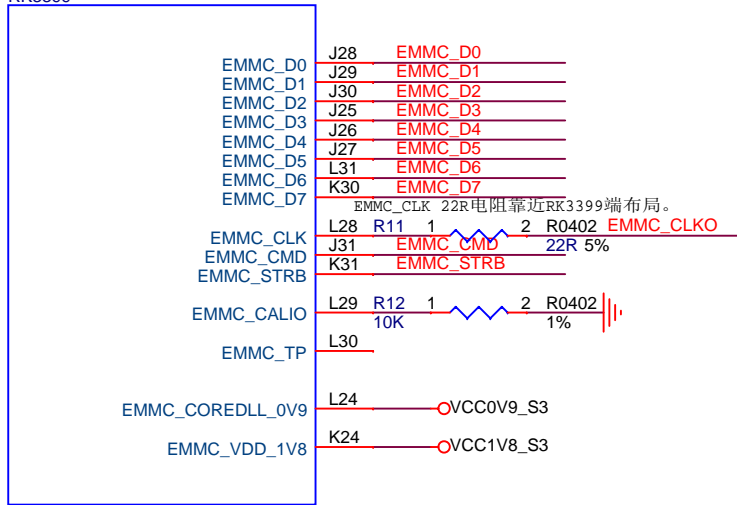 EMMC_D0 J28 EMMC_D0
EMMC_D1 J29 EMMC_D1
EMMC_D2 J30 EMMC_D2
EMMC_D3 J25 EMMC_D3
EMMC_D4 J26 EMMC_D4
EMMC_D5 J27 EMMC_D5
EMMC_D6 L31 EMMC_D6
EMMC_D7 K30 EMMC_D7
EMMC_CLK 22R电阻靠近RK3399端布局。
EMMC_CLK L28 R11 1 2 R0402 EMMC_CLKO
22R 5%
EMMC_CMD J31 EMMC_CMD
EMMC_STRB K31 EMMC_STRB
EMMC_CALIO L29 R12 1 2 R0402
10K 1%
EMMC_TP L30
EMMC_COREDLL_0V9 L24 VCC0V9_S3
EMMC_VDD_1V8 K24 VCC1V8_S3